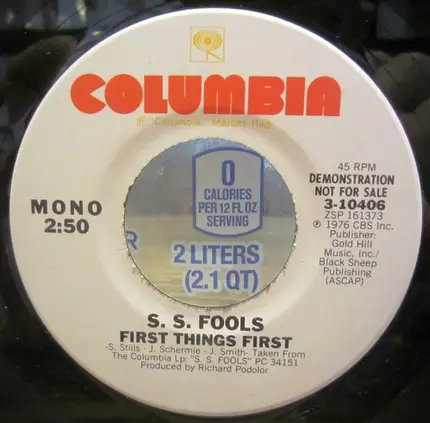 COLUMBIA
℗ "Columbia," Marcas Reg.
45 RPM
DEMONSTRATION
NOT FOR SALE
3-10406
ZSP 161373
℗ 1976 CBS Inc.
Publisher:
Gold Hill
Music, Inc./
Black Sheep
Publishing
(ASCAP)
MONO
2:50
0
CALORIES
PER 12 FL OZ
SERVING
R
2 LITERS
(2.1 QT)
S. S. FOOLS
FIRST THINGS FIRST
-S. Stills - J. Schermie - J. Smith- Taken From
The Columbia Lp: "S. S. FOOLS" PC 34151
Produced by Richard Podolor